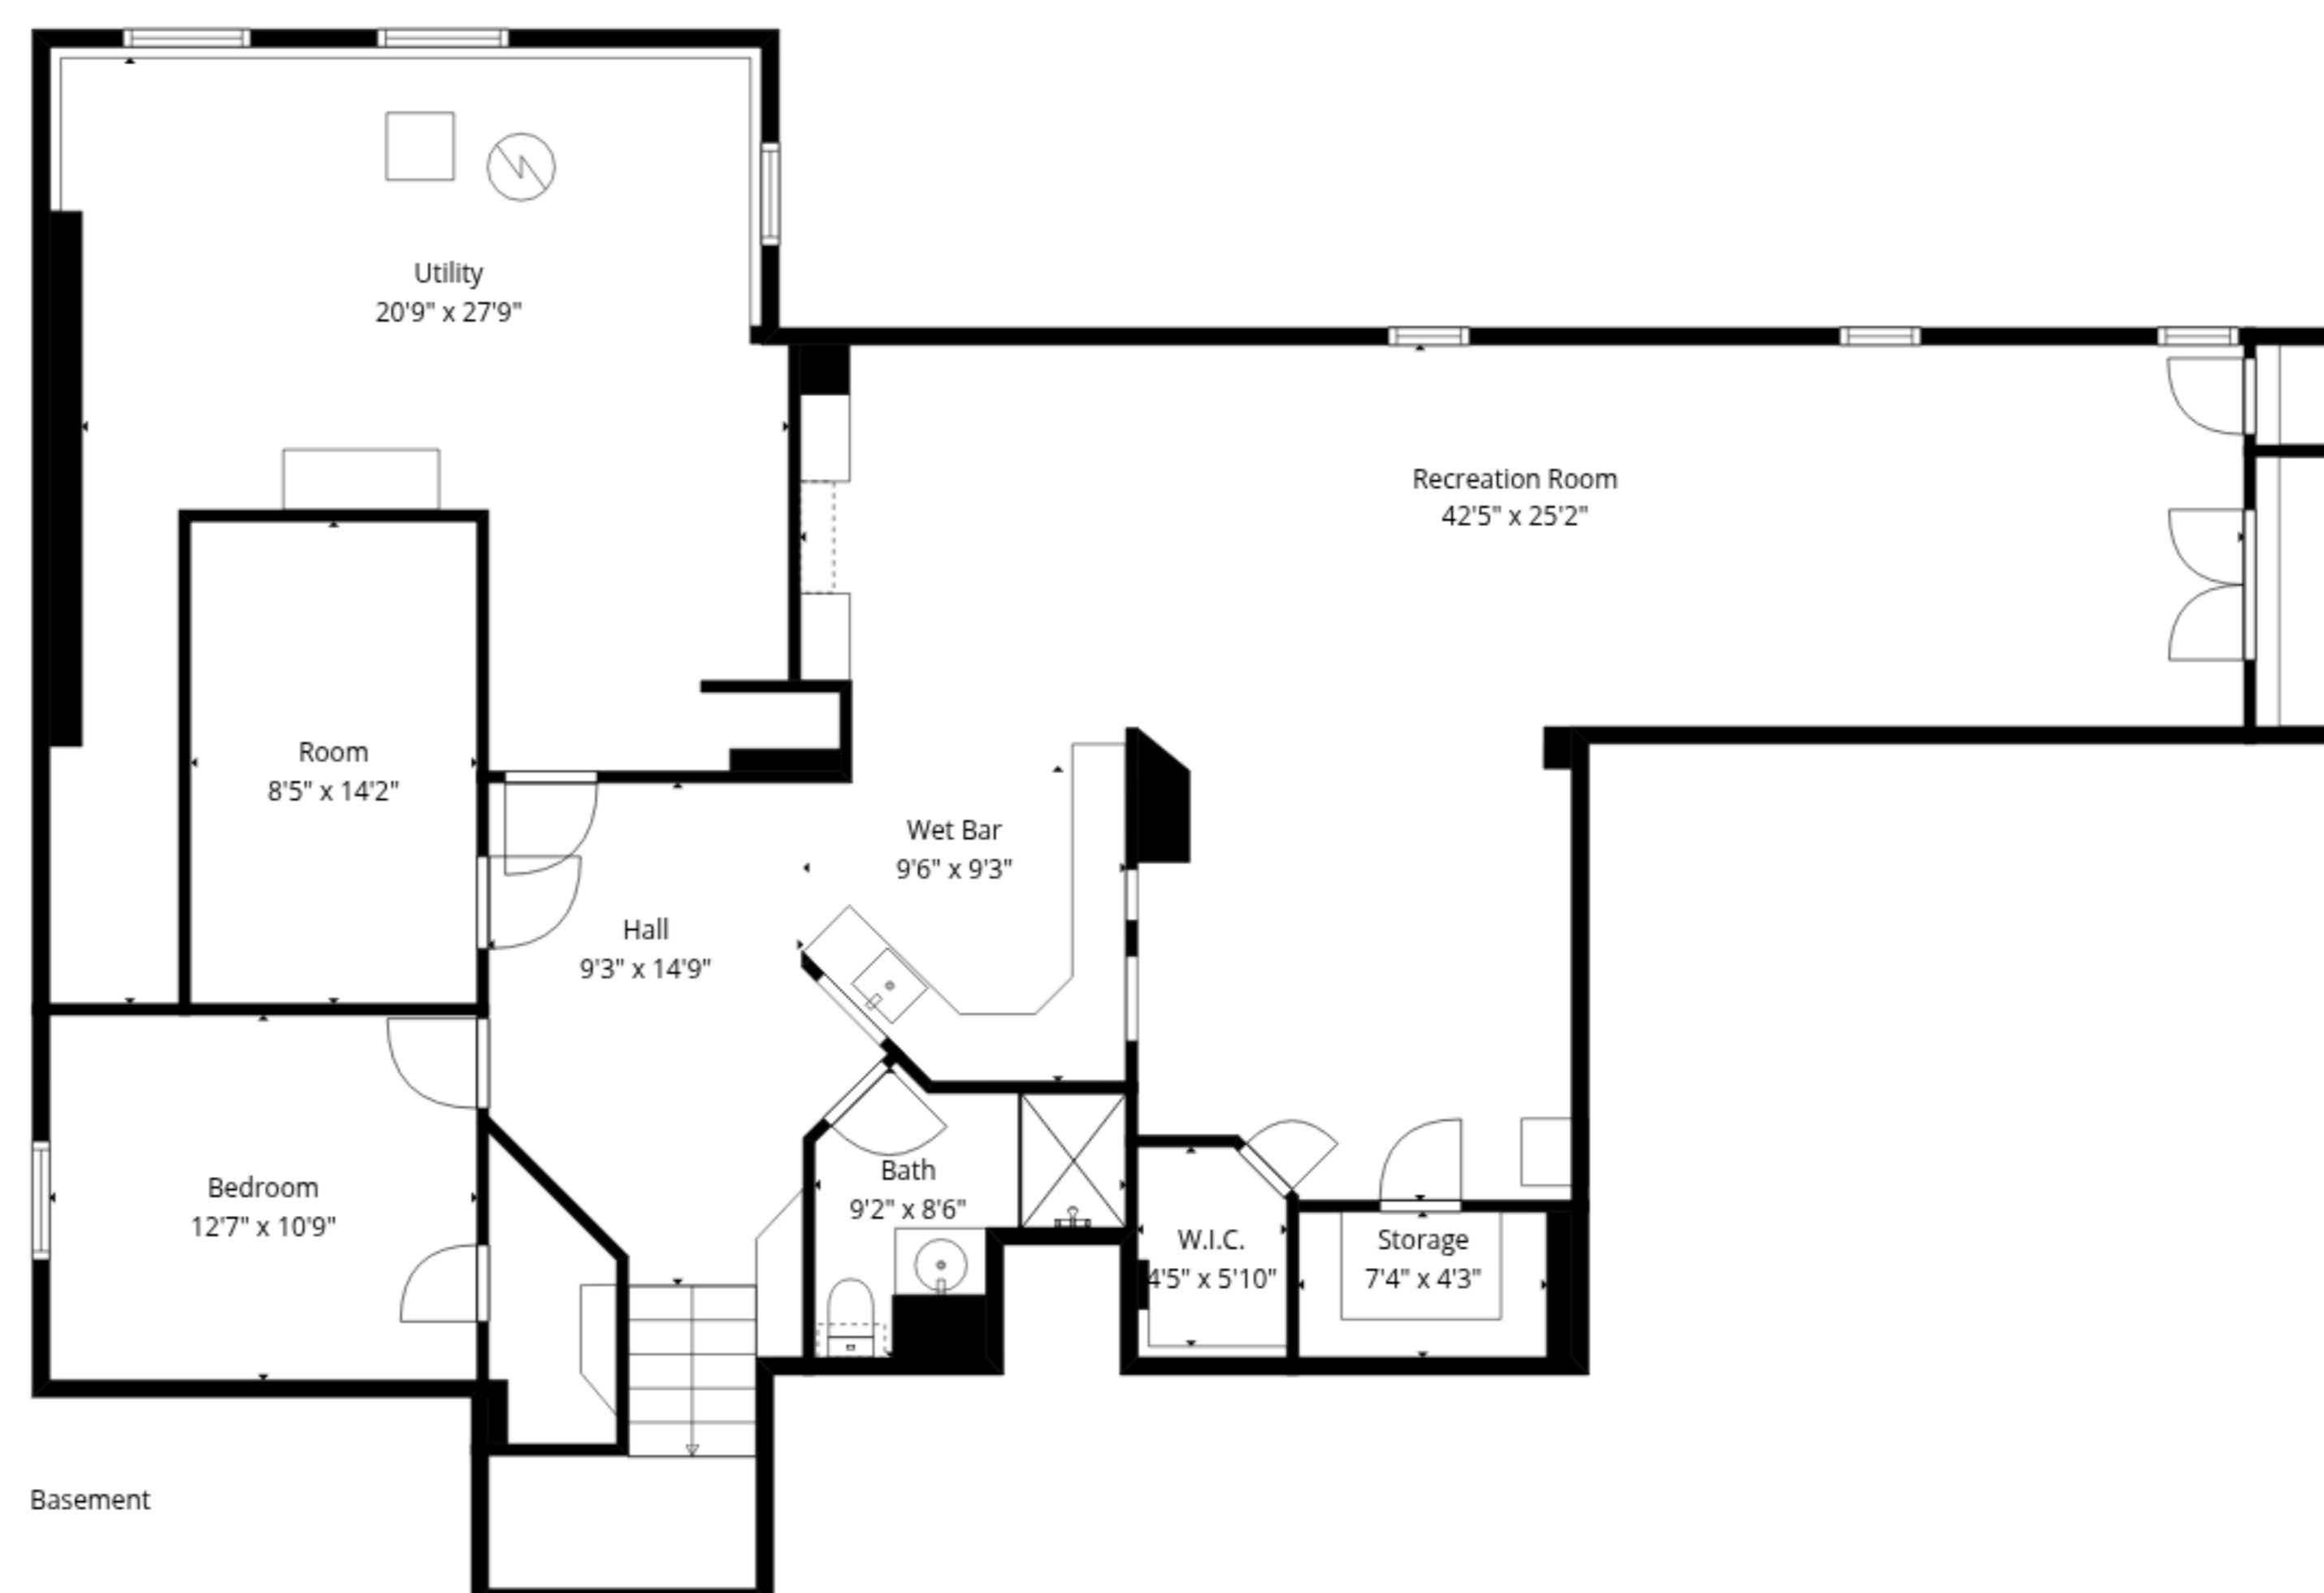 Utility
20'9" x 27'9"
Recreation Room
42'5" x 25'2"
Room
8'5" x 14'2"
Wet Bar
9'6" x 9'3"
Hall
9'3" x 14'9"
Bedroom
12'7" x 10'9"
Bath
9'2" x 8'6"
W.I.C.
4'5" x 5'10"
Storage
7'4" x 4'3"
Basement